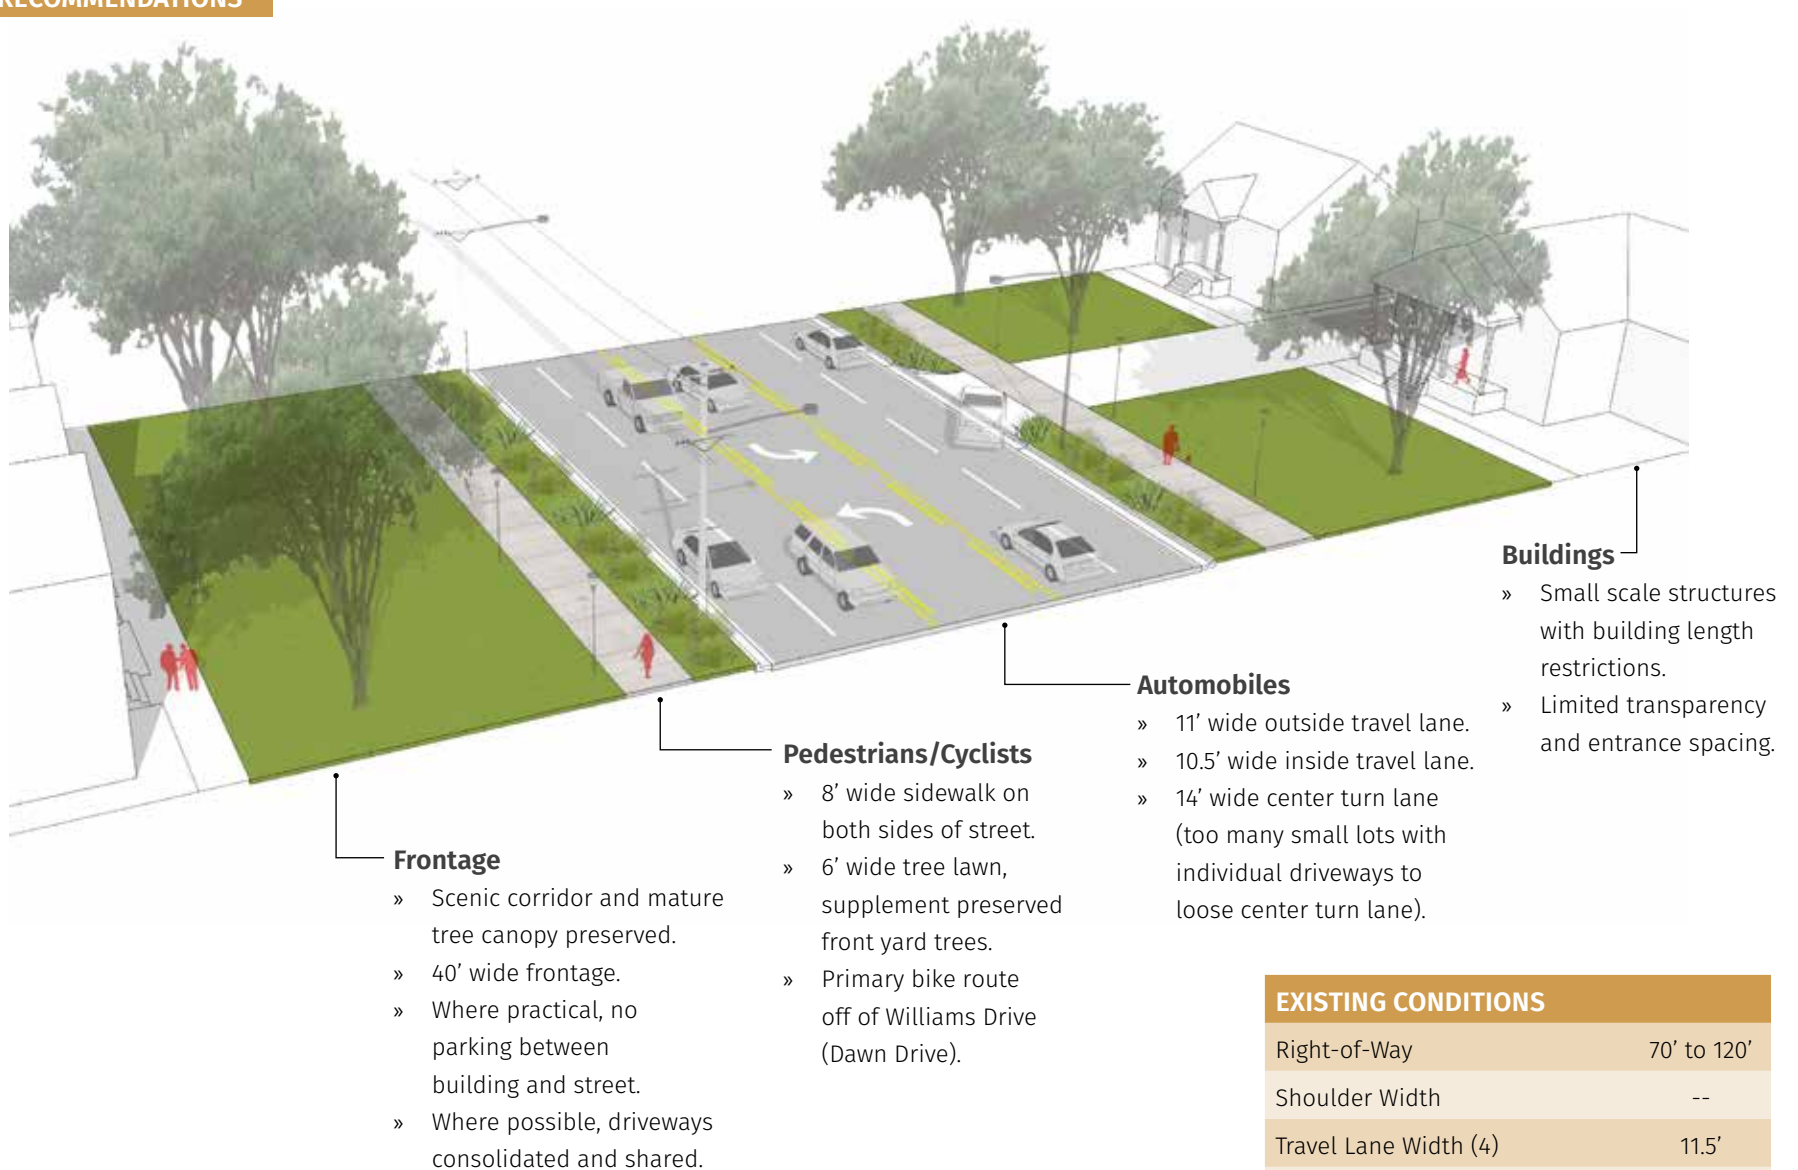 RECOMMENDATIONS
Buildings
» Small scale structures
with building length
restrictions.
» Limited transparency
and entrance spacing.
Automobiles
» 11’ wide outside travel lane.
» 10.5’ wide inside travel lane.
» 14’ wide center turn lane
(too many small lots with
individual driveways to
loose center turn lane).
Pedestrians/Cyclists
» 8’ wide sidewalk on
both sides of street.
» 6’ wide tree lawn,
supplement preserved
front yard trees.
» Primary bike route
off of Williams Drive
(Dawn Drive).
Frontage
» Scenic corridor and mature
tree canopy preserved.
» 40’ wide frontage.
» Where practical, no
parking between
building and street.
» Where possible, driveways
consolidated and shared.
EXISTING CONDITIONS
Right-of-Way 70’ to 120’
Shoulder Width --
Travel Lane Width (4) 11.5’